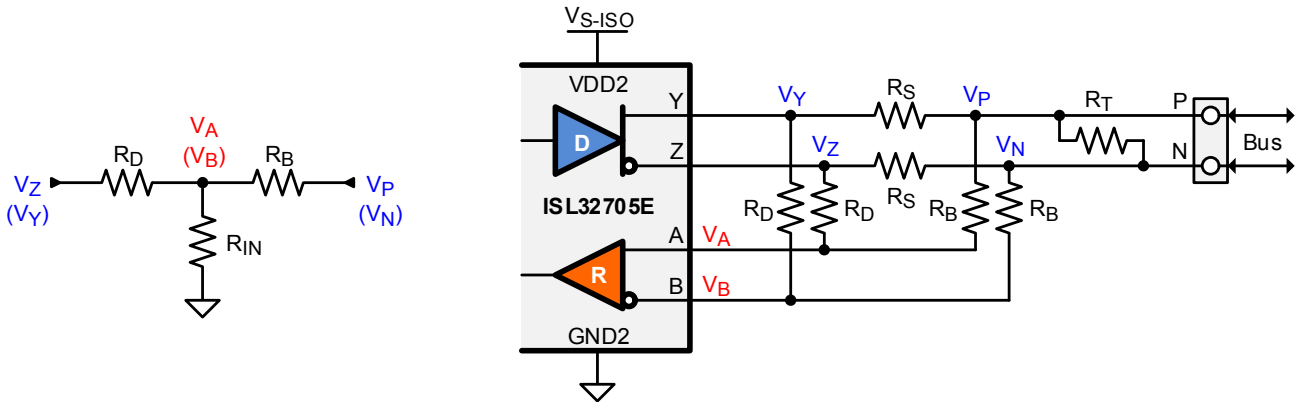 VS-ISO
VDD2
Y
VY
RS
VP
RT
P
D
Z
VZ
RS
VN
N
Bus
ISL32705E
RD
RD
RB
RB
A
VA
R
B
VB
GND2
VA
(VB)
RD
RB
VZ
(VY)
VP
(VN)
RIN